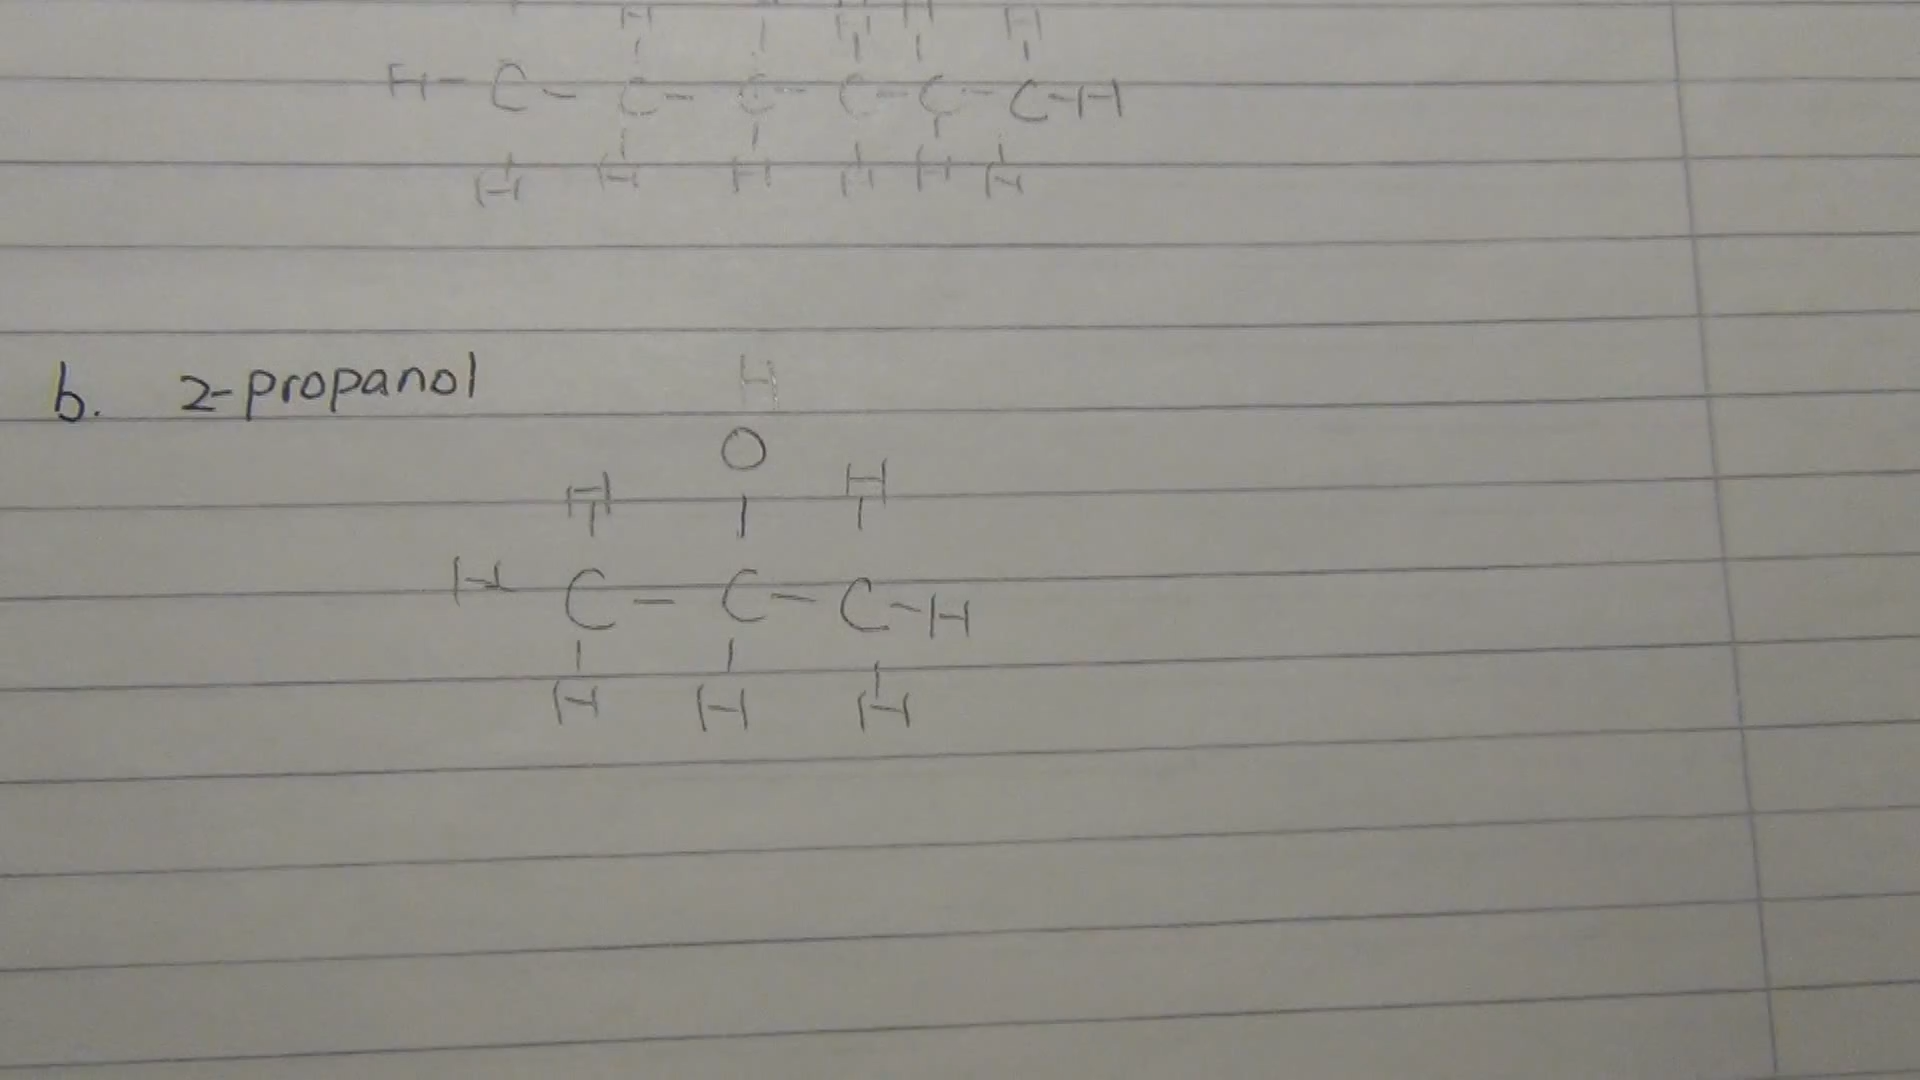 H H H H
H - C - C - C - C - C - C - H
H H H H H H
b. 2-propanol
H
O
H H
H C - C - C - H
H H H